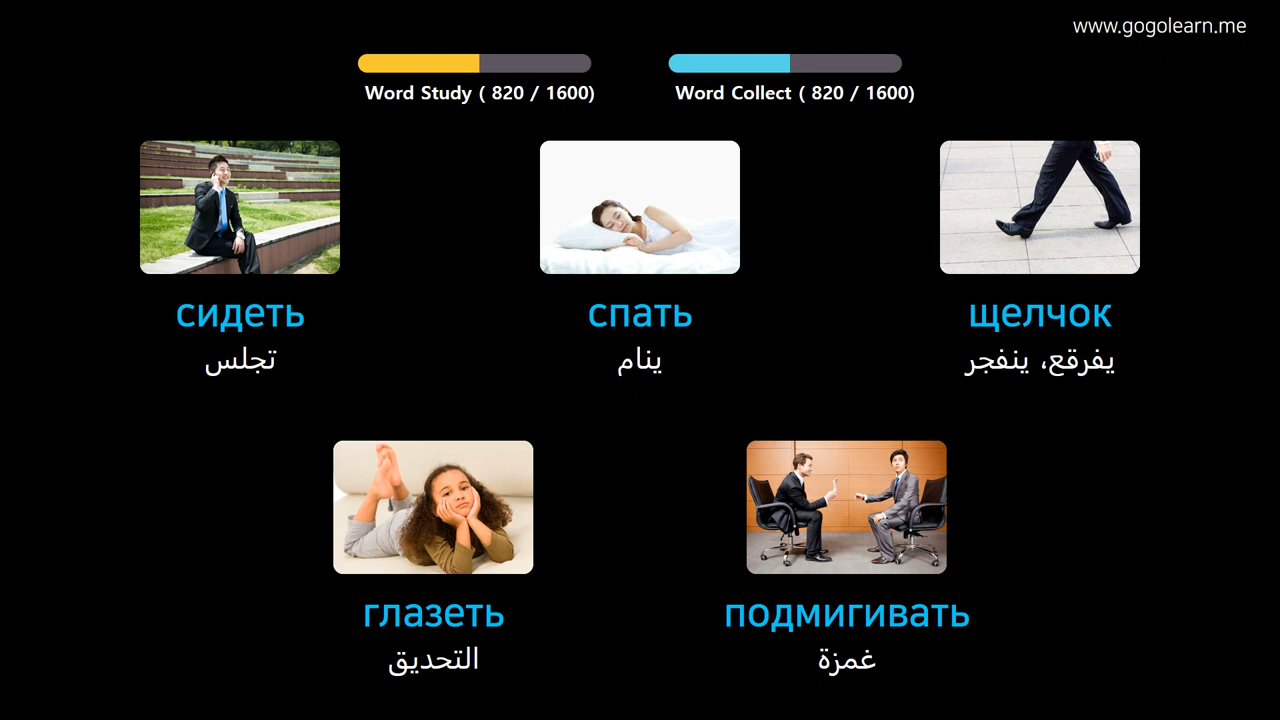 www.gogolearn.me
Word Study ( 820 / 1600)
Word Collect ( 820 / 1600)
сидеть
تجلس
спать
ينام
щелчок
يفرقع، ينفجر
глазеть
التحديق
подмигивать
غمزة